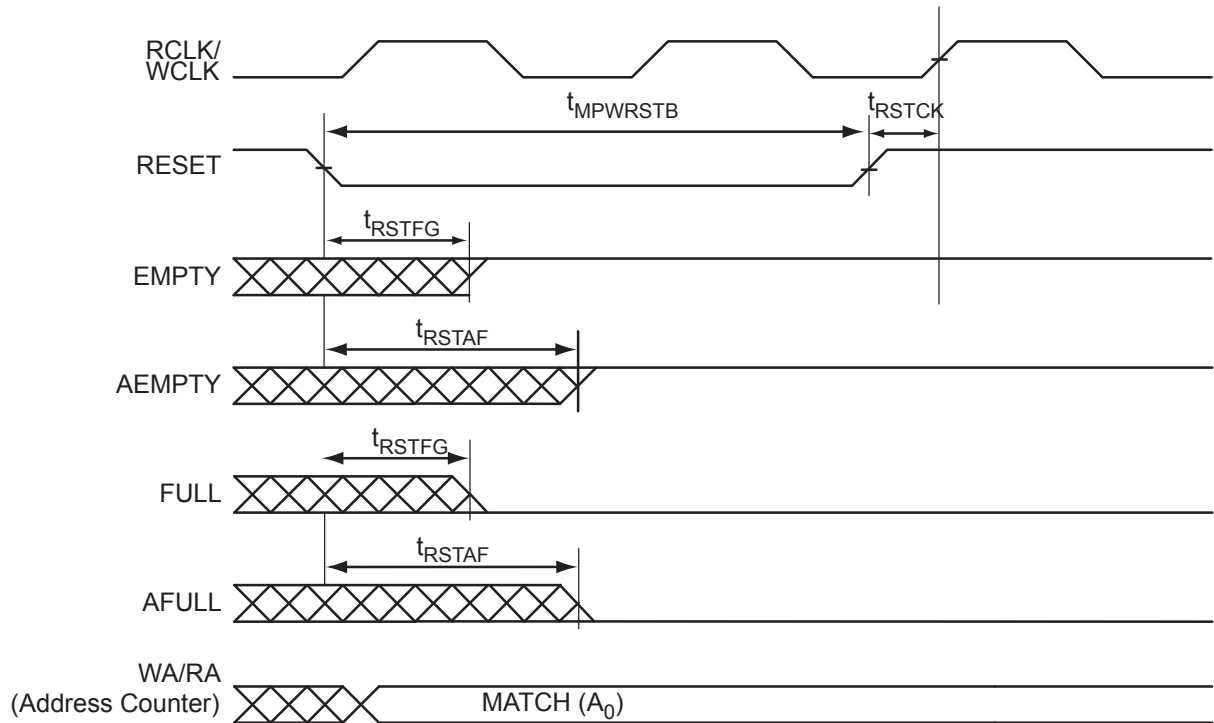 RCLK/
WCLK
tMPWRSTB
tRSTCK
RESET
tRSTFG
EMPTY
tRSTAF
AEMPTY
tRSTFG
FULL
tRSTAF
AFULL
WA/RA
(Address Counter)
MATCH (A0)